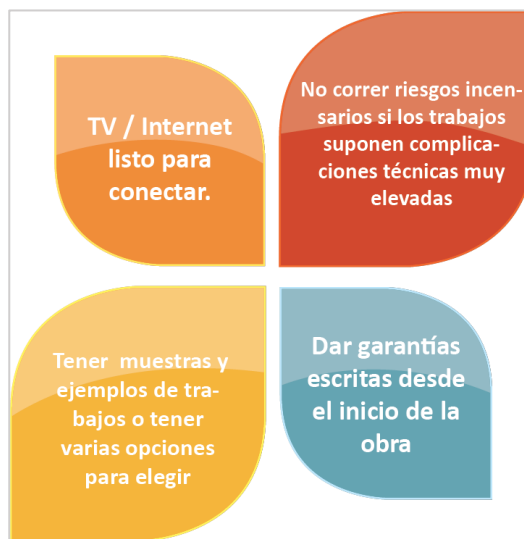 TV / Internet
listo para
conectar.
No correr riesgos incen-
sarios si los trabajos
suponen complica-
ciones técnicas muy
elevadas
Tener  muestras y
ejemplos de tra-
bajos o tener
varias opciones
para elegir
Dar garantías
escritas desde
el inicio de la
obra